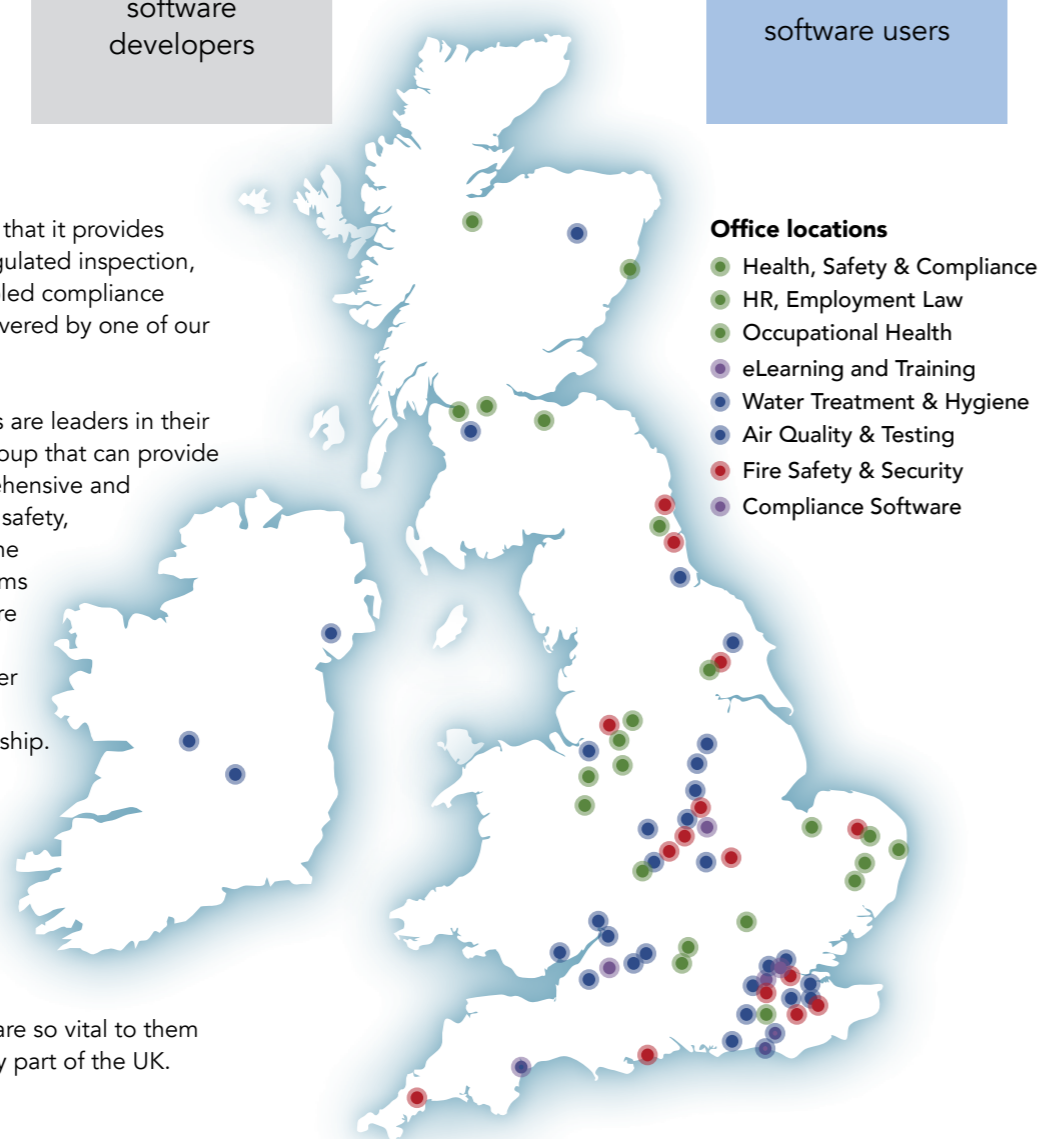 software
developers
software users
that it provides
gulated inspection,
led compliance
vered by one of our
s are leaders in their
oup that can provide
ehensive and
safety,
ne
ms
re
er
ship.
are so vital to them
y part of the UK.
Office locations
Health, Safety & Compliance
HR, Employment Law
Occupational Health
eLearning and Training
Water Treatment & Hygiene
Air Quality & Testing
Fire Safety & Security
Compliance Software